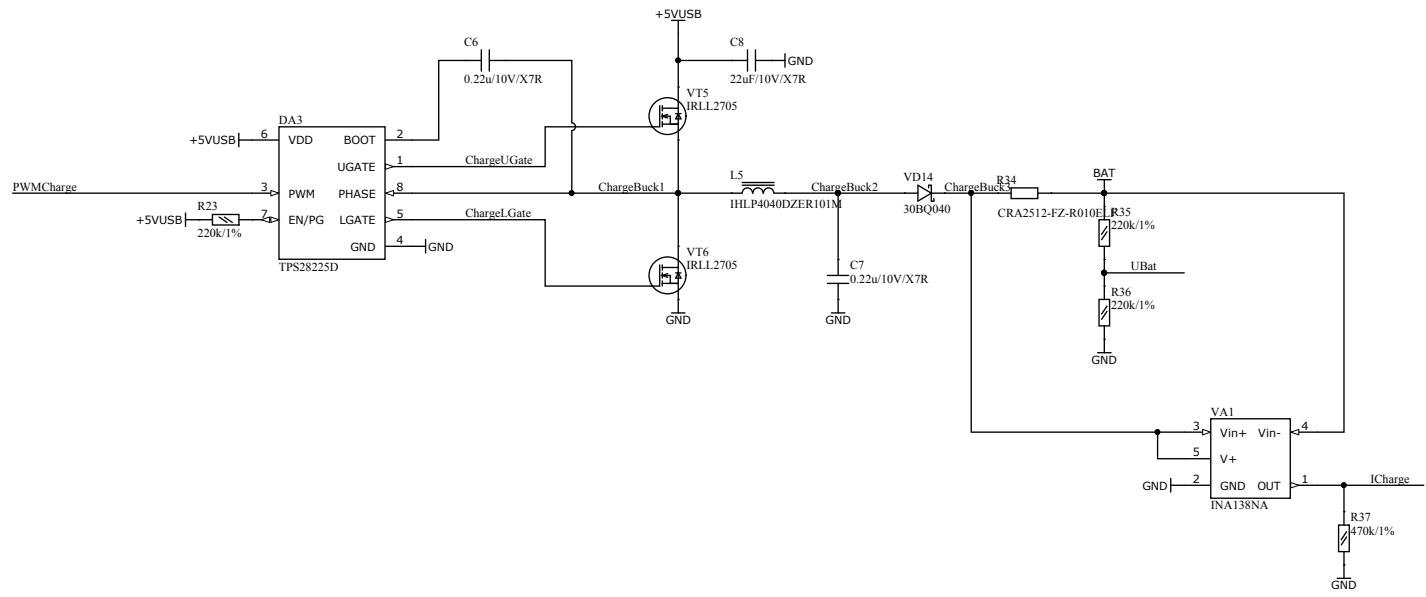 +5VUSB
C6
0.22u/10V/X7R
C8
22uF/10V/X7R
GND
VT5
IRLL2705
DA3
+5VUSB 6 VDD BOOT 2
UGATE 1 ChargeUGate
PWMCharge 3 PWM PHASE 8 ChargeBuck1
R23
+5VUSB 7 EN/PG LGATE 5 ChargeLGate
220k/1%
GND 4 GND
TPS28225D
VT6
IRLL2705
GND
L5
IHLP4040DZER101M
ChargeBuck2
C7
0.22u/10V/X7R
GND
VD14
30BQ040
ChargeBuck3
R34
CRA2512-FZ-R010ELF
BAT
R35
220k/1%
UBat
R36
220k/1%
GND
VA1
3 Vin+ Vin- 4
5 V+
GND 2 GND OUT 1 ICharge
INA138NA
R37
470k/1%
GND